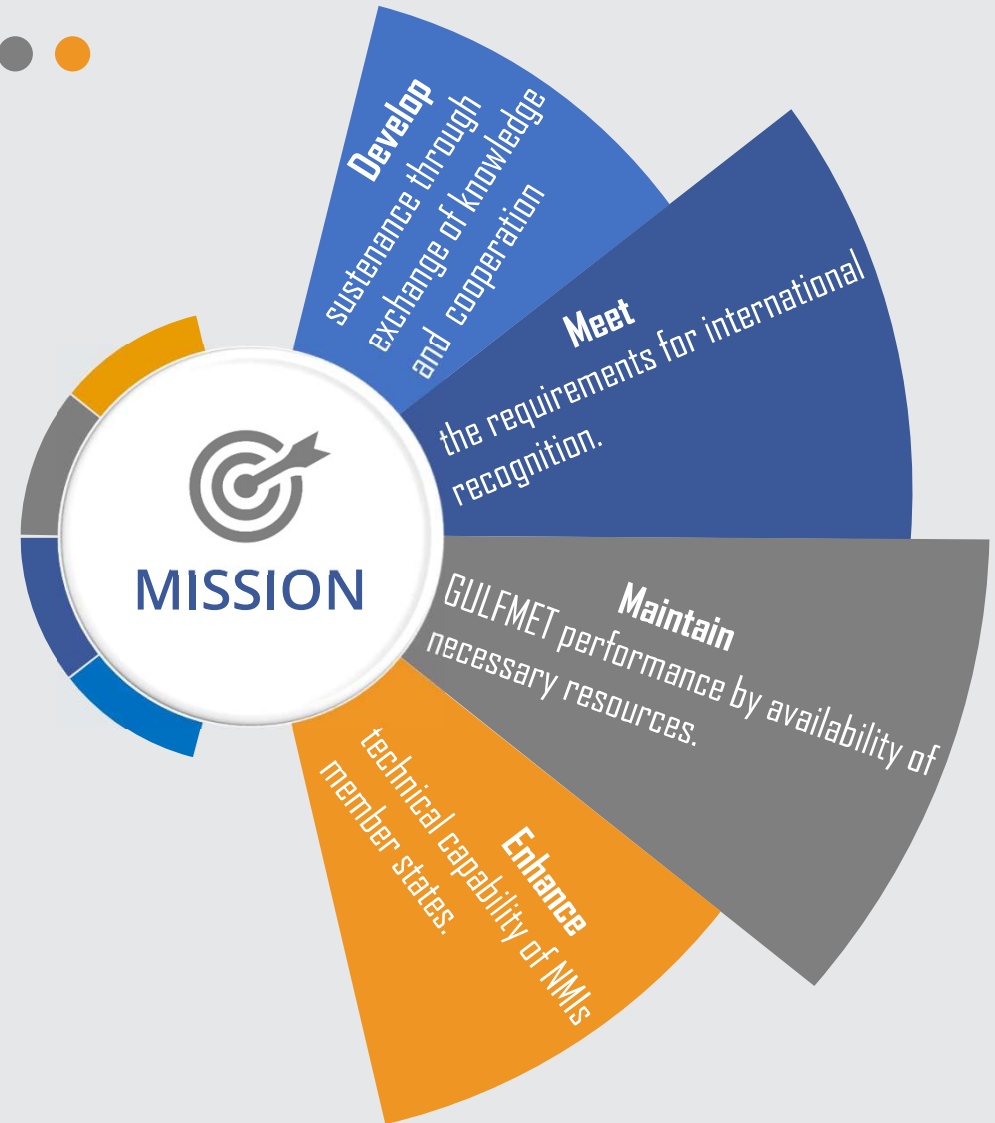 Develop
sustenance through
exchange of knowledge
and cooperation
Meet
the requirements for international
recognition.
MISSION
Maintain
GULFMET performance by availability of
necessary resources.
Enhance
technical capability of NMIs
member states.